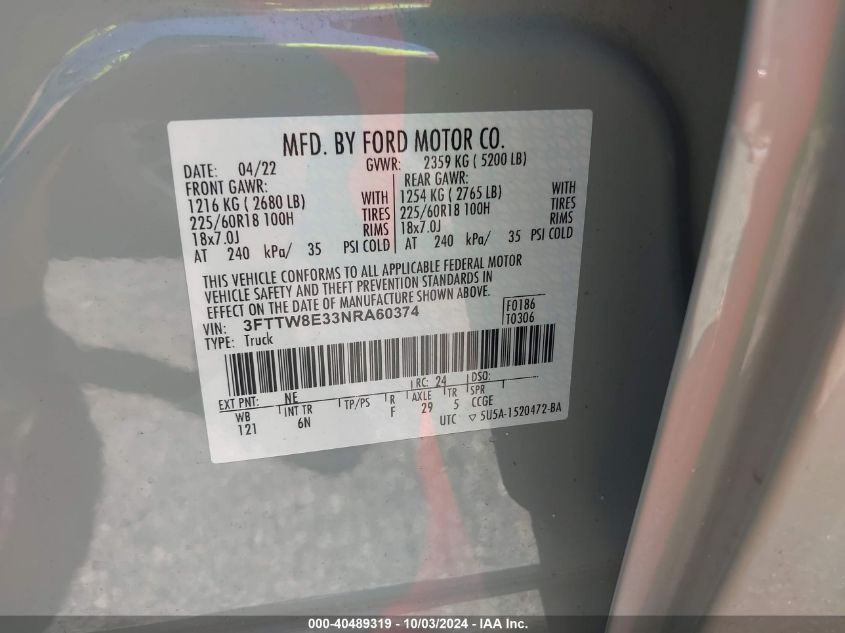 MFD. BY FORD MOTOR CO.
DATE: 04/22 GVWR: 2359 KG ( 5200 LB)
FRONT GAWR: REAR GAWR:
1216 KG ( 2680 LB) WITH 1254 KG ( 2765 LB) WITH
225/60R18 100H TIRES 225/60R18 100H TIRES
18x7.0J RIMS 18x7.0J RIMS
AT 240 kPa/ 35 PSI COLD AT 240 kPa/ 35 PSI COLD
THIS VEHICLE CONFORMS TO ALL APPLICABLE FEDERAL MOTOR
VEHICLE SAFETY AND THEFT PREVENTION STANDARDS IN
EFFECT ON THE DATE OF MANUFACTURE SHOWN ABOVE.
VIN: 3FTTW8E33NRA60374 F0186
TYPE: Truck T0306
EXT PNT: NE RC: 24 DSO:
WB INT TR TP/PS R AXLE TR SPR
121 6N F 29 5 CCGE
UTC ▽ 5U5A-1520472-BA
000-40489319 - 10/03/2024 - IAA Inc.